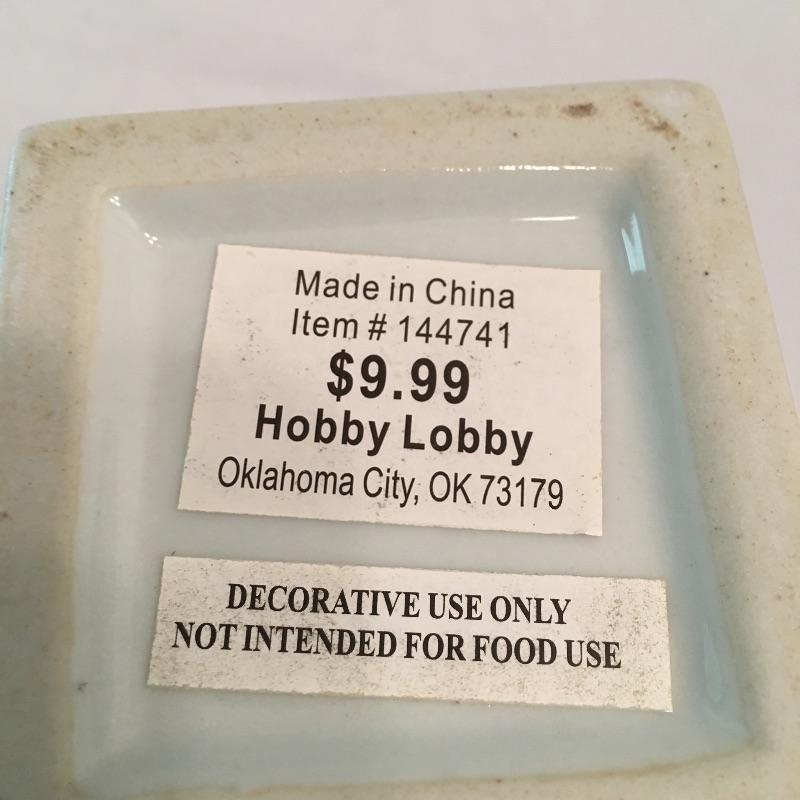 Made in China
Item # 144741
$9.99
Hobby Lobby
Oklahoma City, OK 73179
DECORATIVE USE ONLY
NOT INTENDED FOR FOOD USE